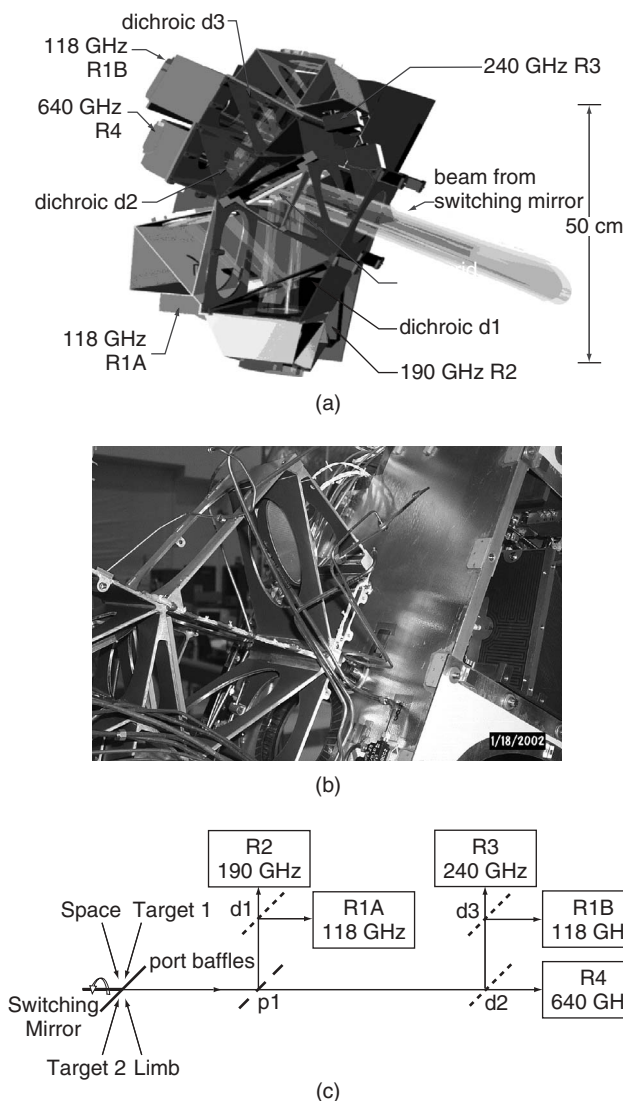 dichroic d3
118 GHz
R1B
240 GHz R3
640 GHz
R4
dichroic d2
beam from
switching mirror
50 cm
dichroic d1
118 GHz
R1A
190 GHz R2
(a)
1/18/2002
(b)
R2
190 GHz
R3
240 GHz
d1
R1A
118 GHz
d3
R1B
118 GH
Space Target 1
port baffles
Switching
Mirror
p1
d2
R4
640 GH
Target 2 Limb
(c)